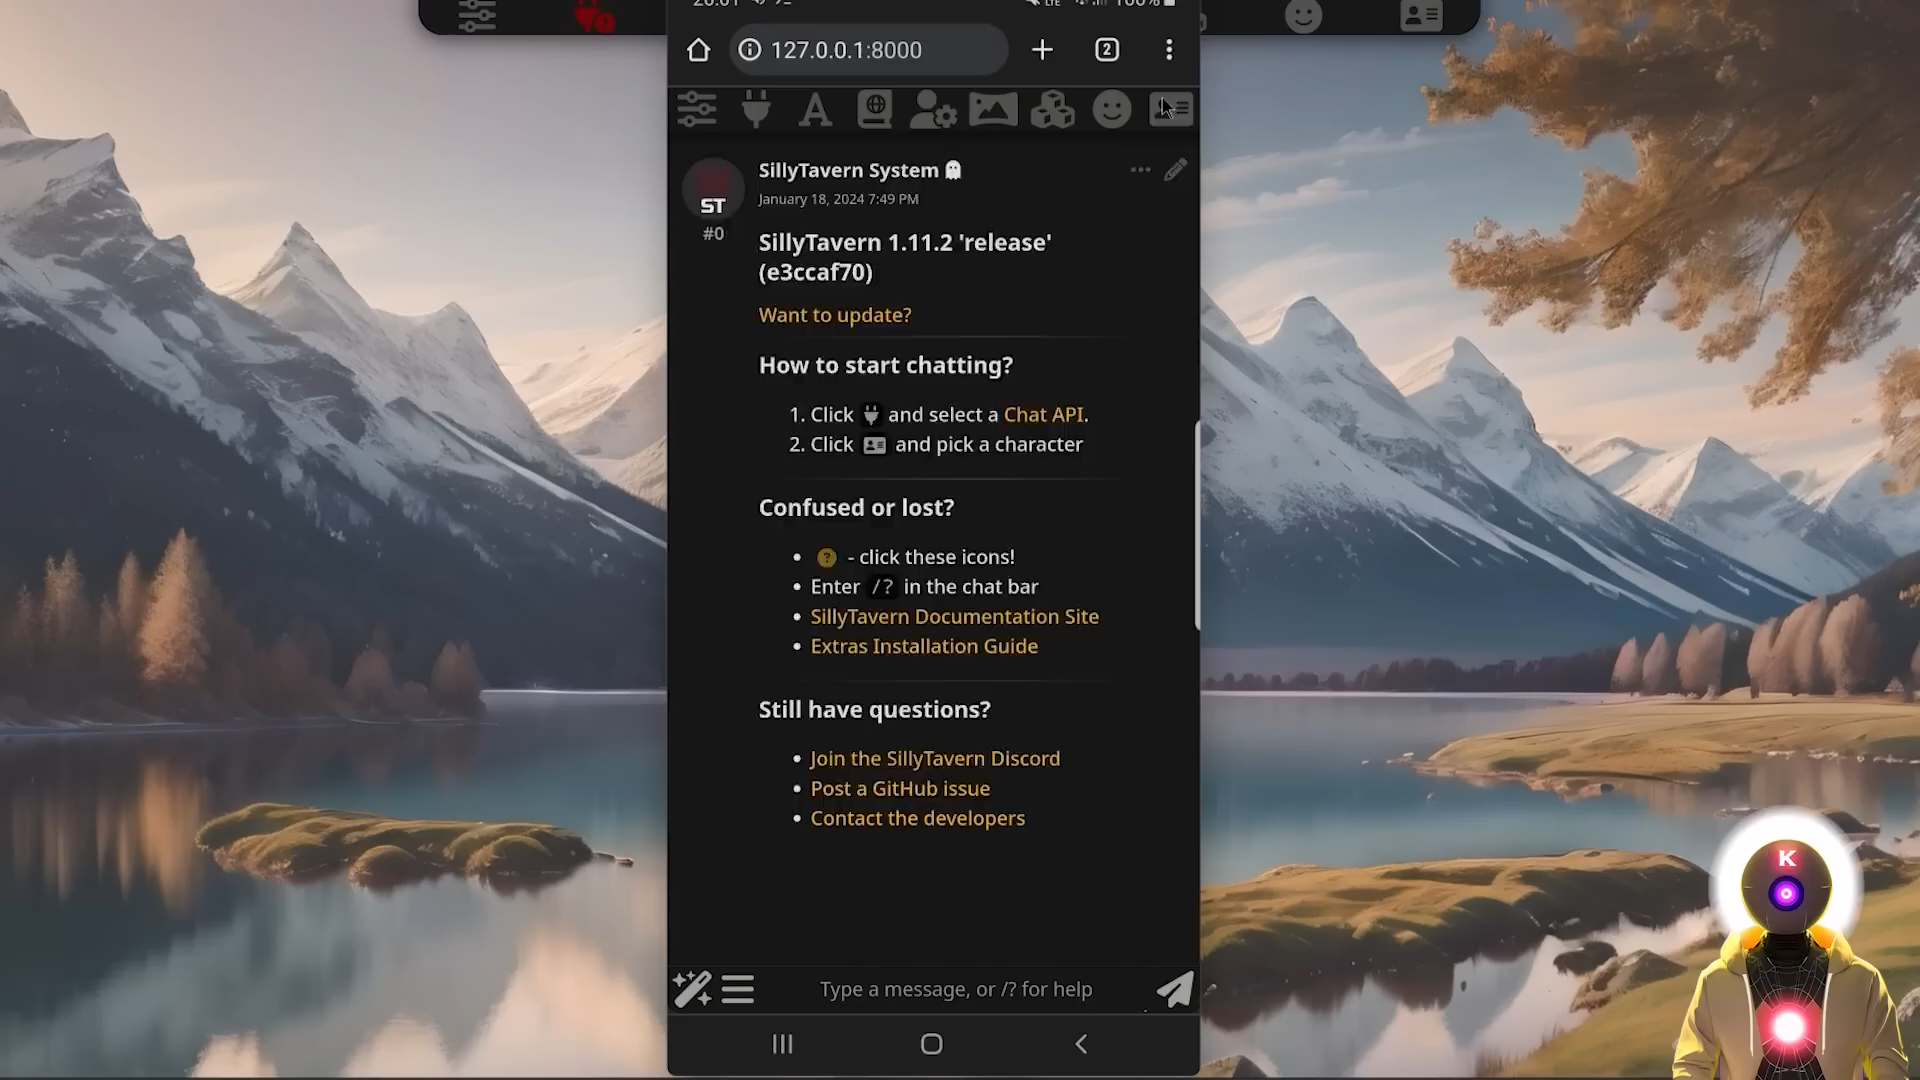 127.0.0.1:8000
2
SillyTavern System
January 18, 2024 7:49 PM
ST
#0
SillyTavern 1.11.2 'release'
(e3ccaf70)
Want to update?
How to start chatting?
1. Click and select a Chat API.
2. Click and pick a character
Confused or lost?
• ? - click these icons!
• Enter /? in the chat bar
• SillyTavern Documentation Site
• Extras Installation Guide
Still have questions?
• Join the SillyTavern Discord
• Post a GitHub issue
• Contact the developers
Type a message, or /? for help
K